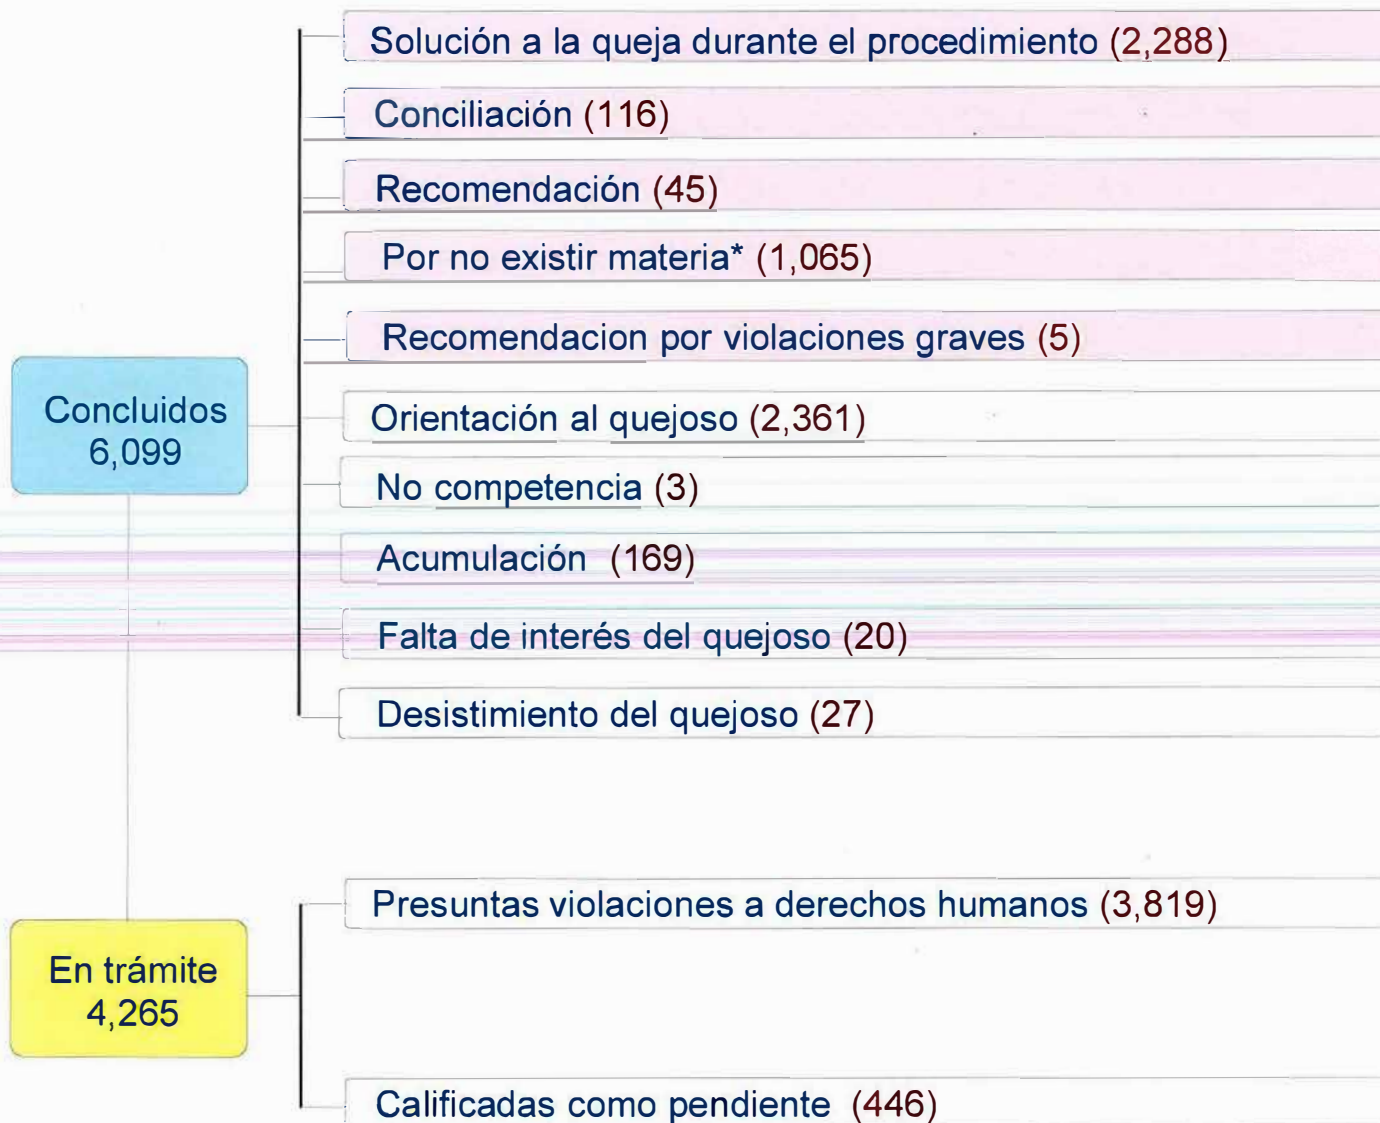 Solución a la queja durante el procedimiento (2,288)
Conciliación (116)
Recomendación (45)
Por no existir materia* (1,065)
Recomendacion por violaciones graves (5)
Concluidos
6,099
Orientación al quejoso (2,361)
No competencia (3)
Acumulación (169)
Falta de interés del quejoso (20)
Desistimiento del quejoso (27)
Presuntas violaciones a derechos humanos (3,819)
En trámite
4,265
Calificadas como pendiente (446)